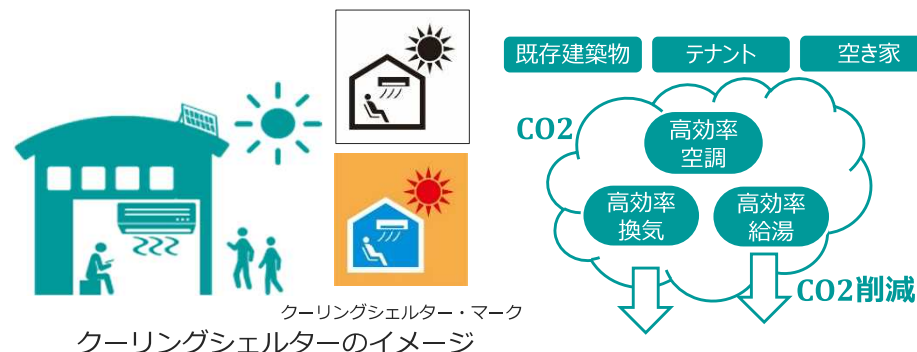 クーリングシェルター・マーク
クーリングシェルターのイメージ
既存建築物
テナント
空き家
CO2
高効率
空調
高効率
換気
高効率
給湯
CO2削減